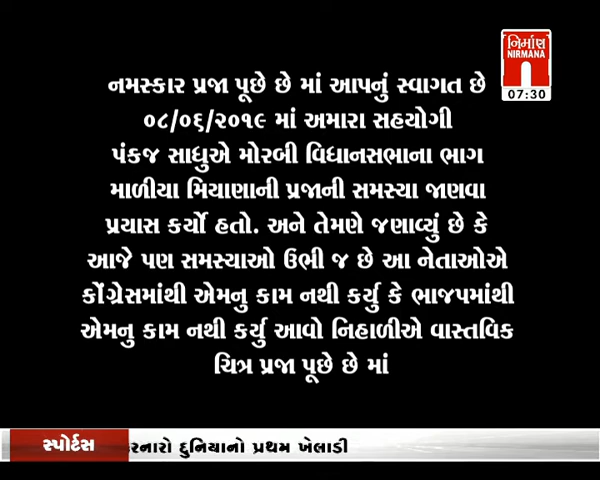 નિર્માણ
NIRMANA
07:30
નમસ્કાર પ્રજા પૂછે છે માં આપનું સ્વાગત છે
૦૮/૦૬/૨૦૧૯ માં અમારા સહયોગી
પંકજ સાધુએ મોરબી વિધાનસભાના ભાગ
માળીયા મિયાણાની પ્રજાની સમસ્યા જાણવા
પ્રયાસ કર્યો હતો. અને તેમણે જણાવ્યું છે કે
આજે પણ સમસ્યાઓ ઉભી જ છે આ નેતાઓએ
કોંગ્રેસમાંથી એમનુ કામ નથી કર્યુ કે ભાજપમાંથી
એમનુ કામ નથી કર્યુ આવો નિહાળીએ વાસ્તવિક
ચિત્ર પ્રજા પૂછે છે માં
સ્પોર્ટસ
દુનિયાનો પ્રથમ ખેલાડી